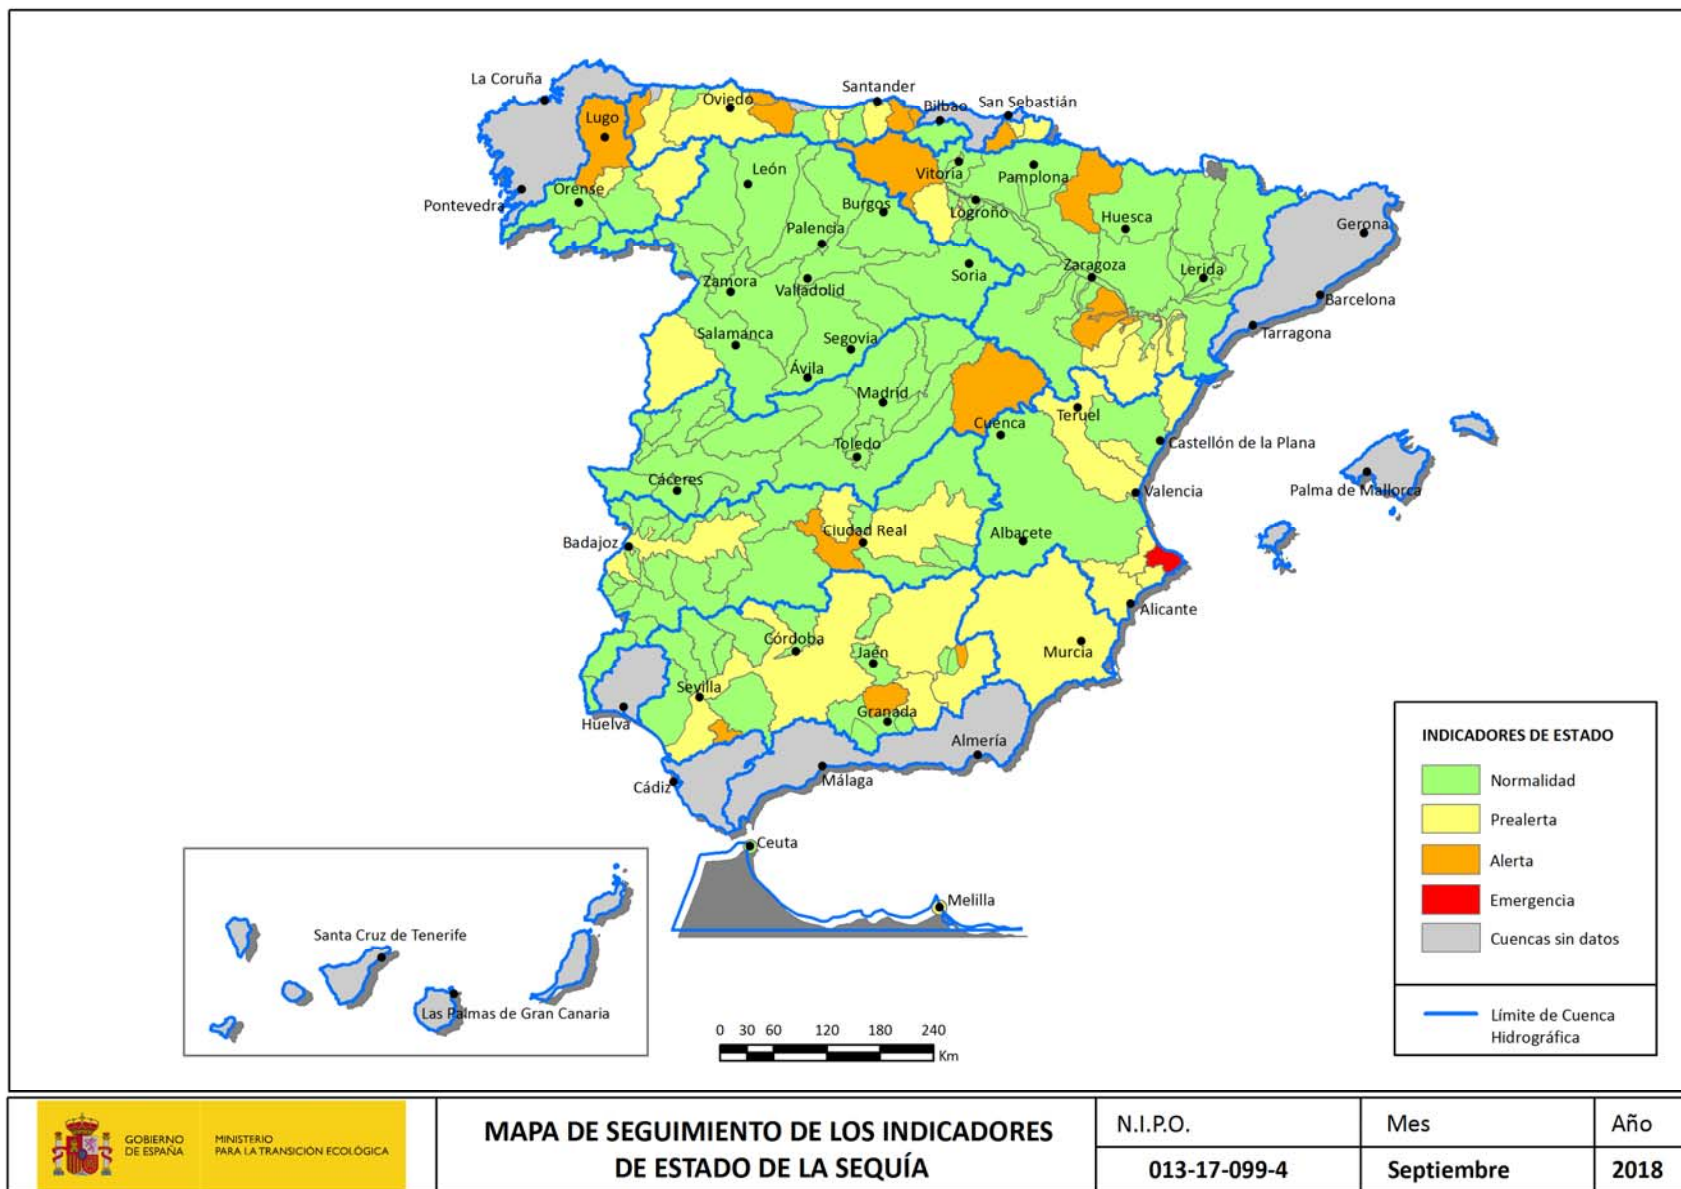 La Coruña
Lugo
Oviedo
Santander
Bilbao
San Sebastián
Pontevedra
Orense
León
Vitoria
Pamplona
Burgos
Logroño
Huesca
Gerona
Palencia
Zamora
Valladolid
Soria
Zaragoza
Lerida
Barcelona
Salamanca
Segovia
Tarragona
Ávila
Madrid
Teruel
Cuenca
Toledo
Castellón de la Plana
Cáceres
Valencia
Palma de Mallorca
Badajoz
Ciudad Real
Albacete
Alicante
Córdoba
Jaén
Murcia
Sevilla
Granada
Huelva
Almería
Málaga
Cádiz
Ceuta
Melilla
Santa Cruz de Tenerife
Las Palmas de Gran Canaria
0 30 60 120 180 240
Km
INDICADORES DE ESTADO
Normalidad
Prealerta
Alerta
Emergencia
Cuencas sin datos
Límite de Cuenca
Hidrográfica
GOBIERNO
DE ESPAÑA
MINISTERIO
PARA LA TRANSICIÓN ECOLÓGICA
MAPA DE SEGUIMIENTO DE LOS INDICADORES
DE ESTADO DE LA SEQUÍA
N.I.P.O.
013-17-099-4
Mes
Septiembre
Año
2018